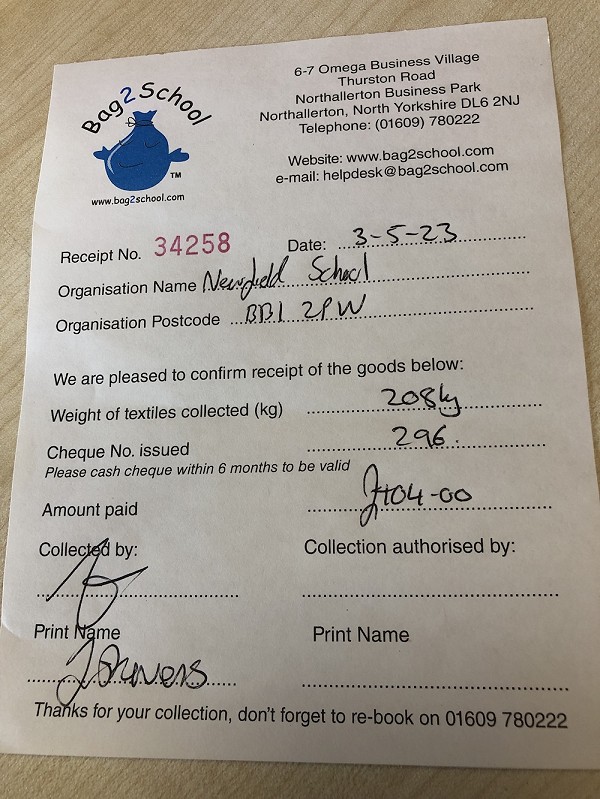 Bag2School
TM
www.bag2school.com
6-7 Omega Business Village
Thurston Road
Northallerton Business Park
Northallerton, North Yorkshire DL6 2NJ
Telephone: (01609) 780222
Website: www.bag2school.com
e-mail: helpdesk@bag2school.com
Receipt No. 34258 Date: 3-5-23
Organisation Name Newfield School
Organisation Postcode BB1 2PW
We are pleased to confirm receipt of the goods below:
Weight of textiles collected (kg) 208kg
Cheque No. issued 296.
Please cash cheque within 6 months to be valid
Amount paid £104-00
Collected by: Collection authorised by:
Print Name Print Name
Thanks for your collection, don't forget to re-book on 01609 780222